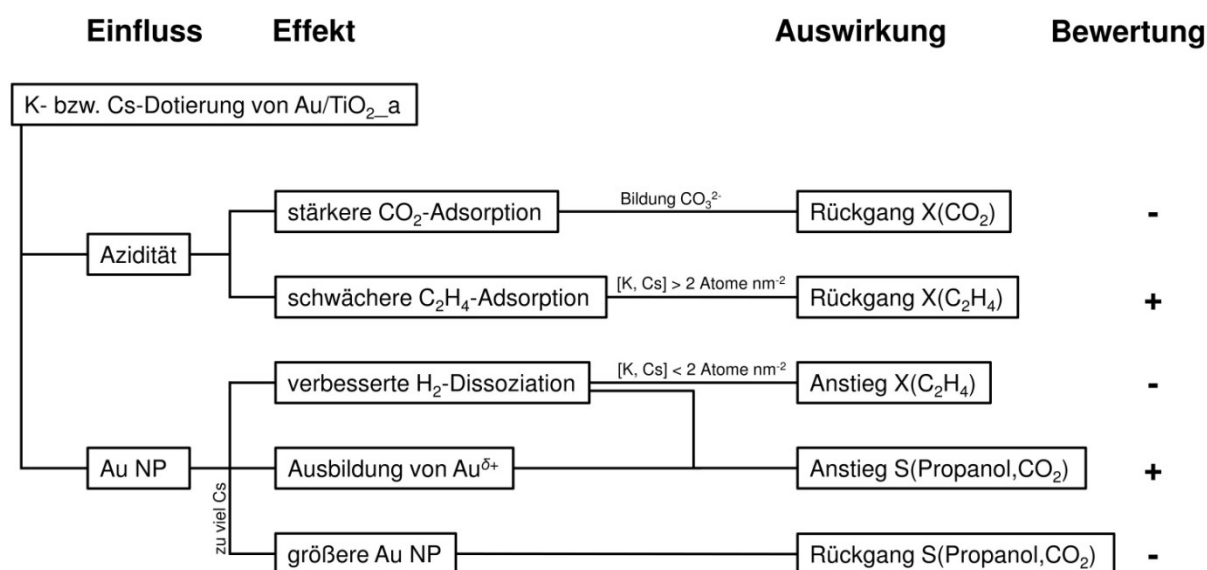 Einfluss Effekt Auswirkung Bewertung
K- bzw. Cs-Dotierung von Au/TiO₂_a
stärkere CO₂-Adsorption Bildung CO₃²⁻ Rückgang X(CO₂) -
Azidität
schwächere C₂H₄-Adsorption [K, Cs] > 2 Atome nm⁻² Rückgang X(C₂H₄) +
verbesserte H₂-Dissoziation [K, Cs] < 2 Atome nm⁻² Anstieg X(C₂H₄) -
Au NP Ausbildung von Au^δ+ Anstieg S(Propanol,CO₂) +
zu viel Cs
größere Au NP Rückgang S(Propanol,CO₂) -